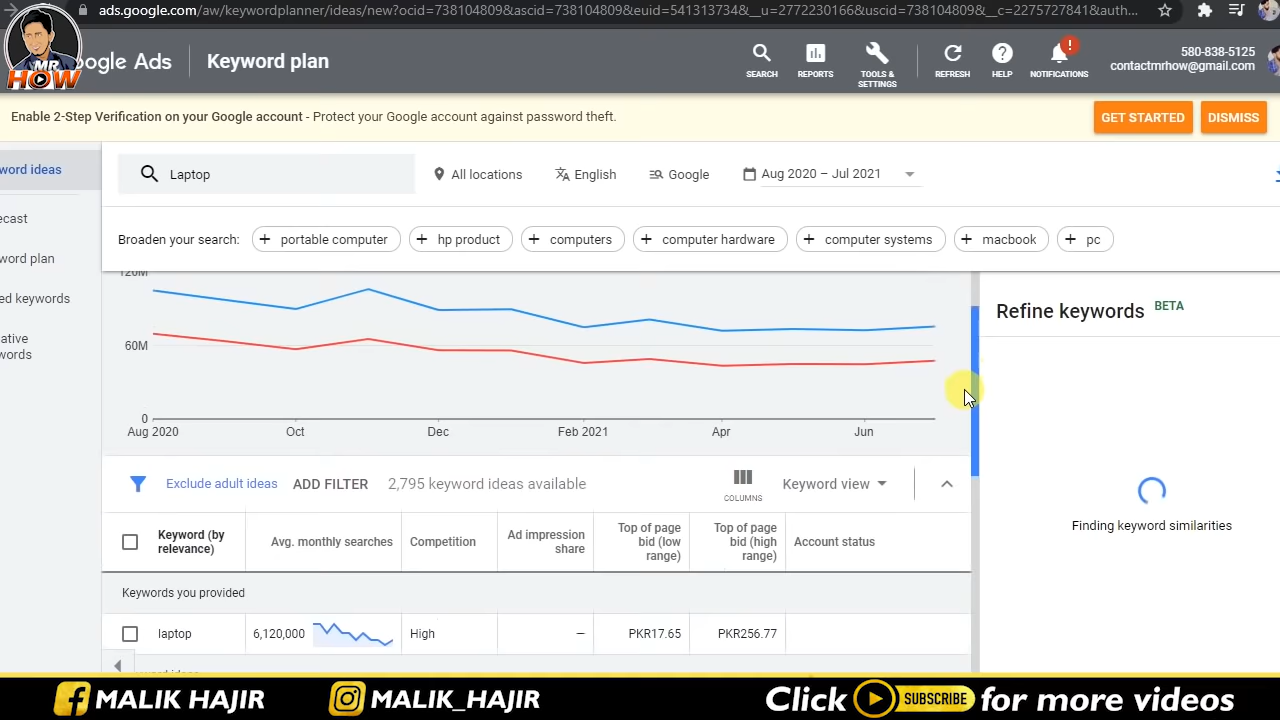 ads.google.com/aw/keywordplanner/ideas/new?ocid=738104809&ascid=738104809&euid=541313734&__u=2772230166&uscid=738104809&__c=2275727841&auth...
MR HOW
ogle Ads
Keyword plan
SEARCH
REPORTS
TOOLS & SETTINGS
REFRESH
HELP
!
NOTIFICATIONS
580-838-5125
contactmrhow@gmail.com
Enable 2-Step Verification on your Google account - Protect your Google account against password theft.
GET STARTED
DISMISS
word ideas
ecast
word plan
ed keywords
ative
words
Laptop
All locations
English
Google
Aug 2020 – Jul 2021
Broaden your search:
+ portable computer
+ hp product
+ computers
+ computer hardware
+ computer systems
+ macbook
+ pc
120M
60M
0
Aug 2020
Oct
Dec
Feb 2021
Apr
Jun
Refine keywords BETA
Finding keyword similarities
Exclude adult ideas
ADD FILTER
2,795 keyword ideas available
COLUMNS
Keyword view
Keyword (by relevance)
Avg. monthly searches
Competition
Ad impression share
Top of page bid (low range)
Top of page bid (high range)
Account status
Keywords you provided
laptop
6,120,000
High
–
PKR17.65
PKR256.77
MALIK HAJIR
MALIK_HAJIR
Click SUBSCRIBE for more videos